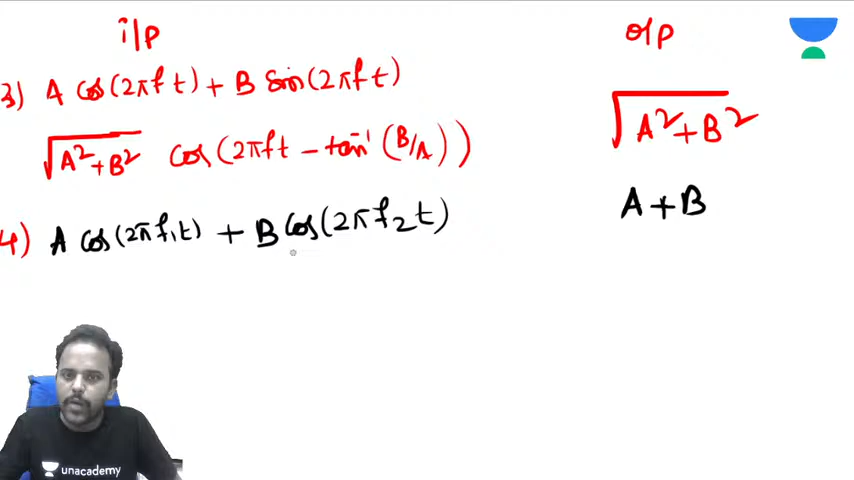 i/p o/p
3) A cos(2πft) + B sin(2πft)
√A²+B² cos(2πft - tan⁻¹(B/A)) √A²+B²
4) A cos(2πf₁t) + B cos(2πf₂t) A+B
unacademy